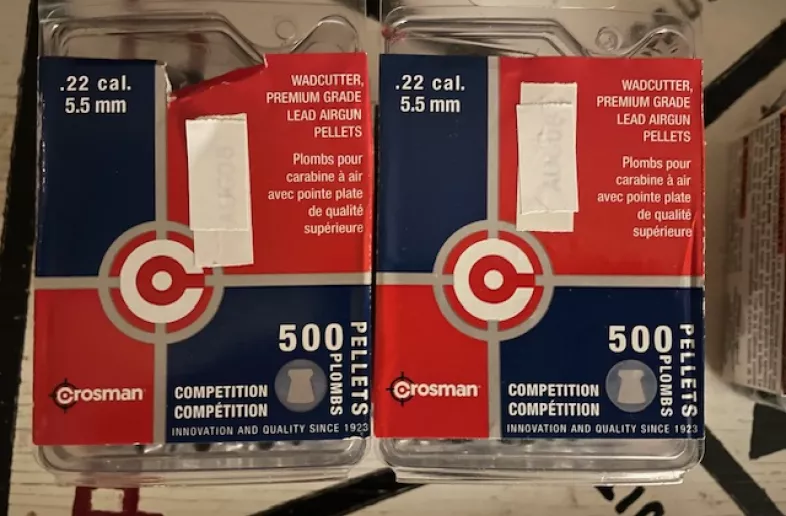 .22 cal.
5.5 mm
WADCUTTER,
PREMIUM GRADE
LEAD AIRGUN
PELLETS
Plombs pour
carabine à air
avec pointe plate
de qualité
supérieure
500
PELLETS
PLOMBS
Crosman
COMPETITION
COMPÉTITION
INNOVATION AND QUALITY SINCE 1923
.22 cal.
5.5 mm
WADCUTTER,
PREMIUM GRADE
LEAD AIRGUN
PELLETS
Plombs pour
carabine à air
avec pointe plate
de qualité
supérieure
500
PELLETS
PLOMBS
Crosman
COMPETITION
COMPÉTITION
INNOVATION AND QUALITY SINCE 1923